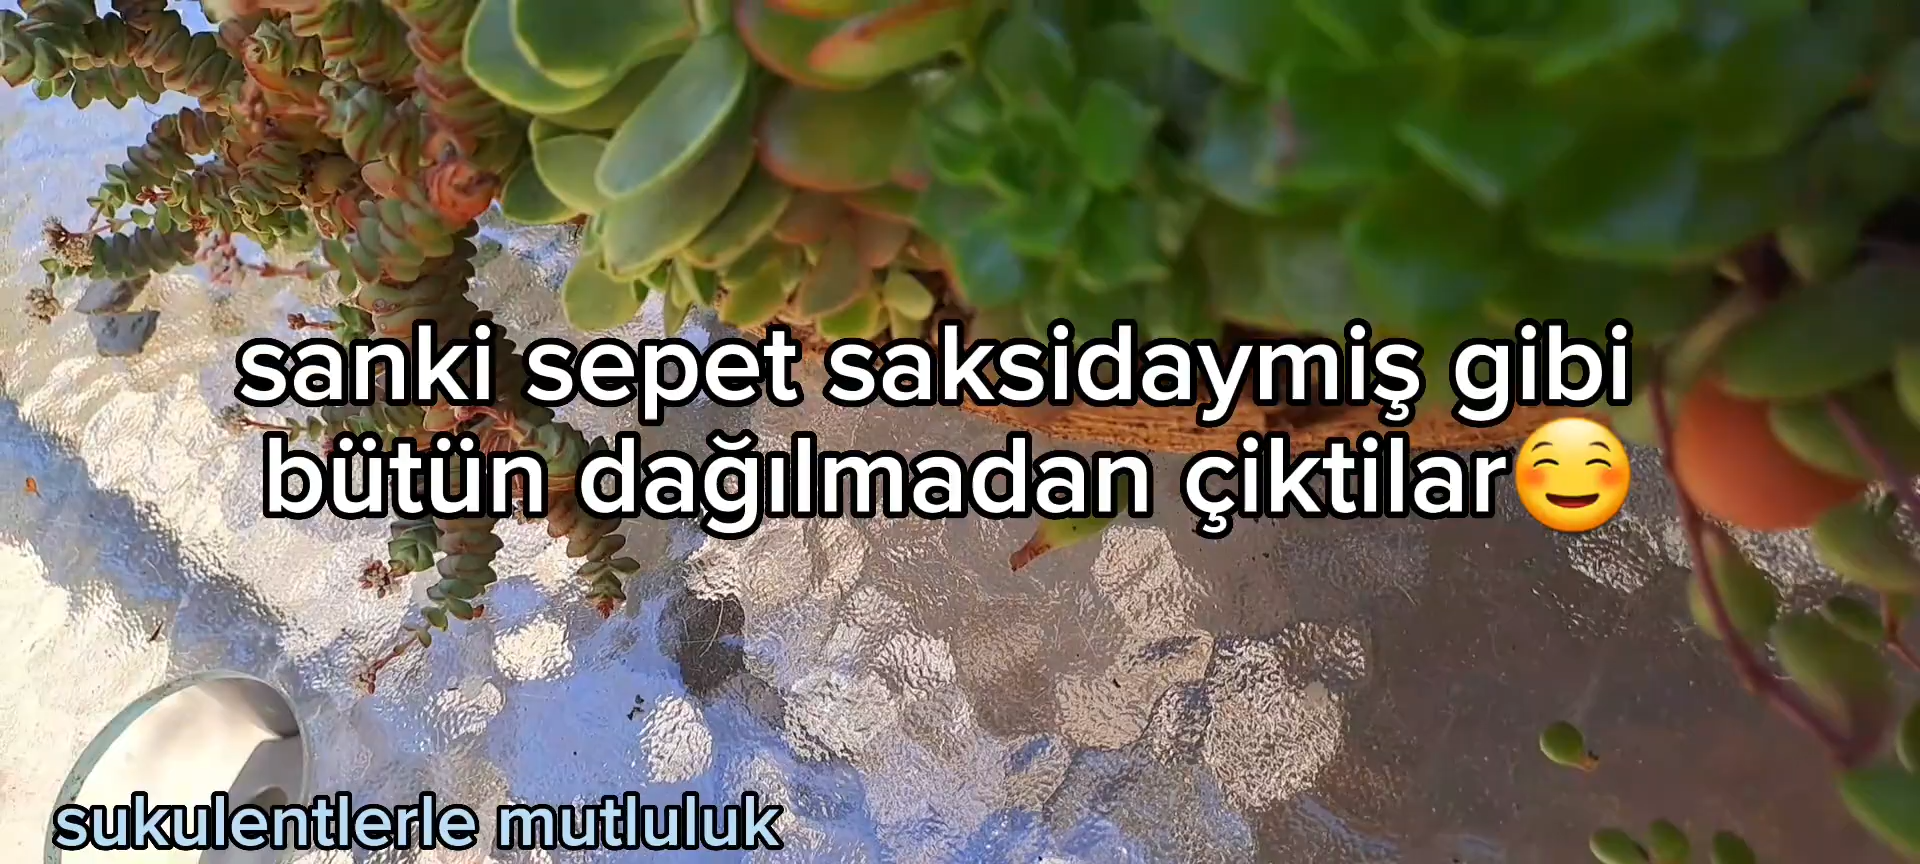 sanki sepet saksidaymiş gibi
bütün dağılmadan çiktilar😊
sukulentlerle mutluluk